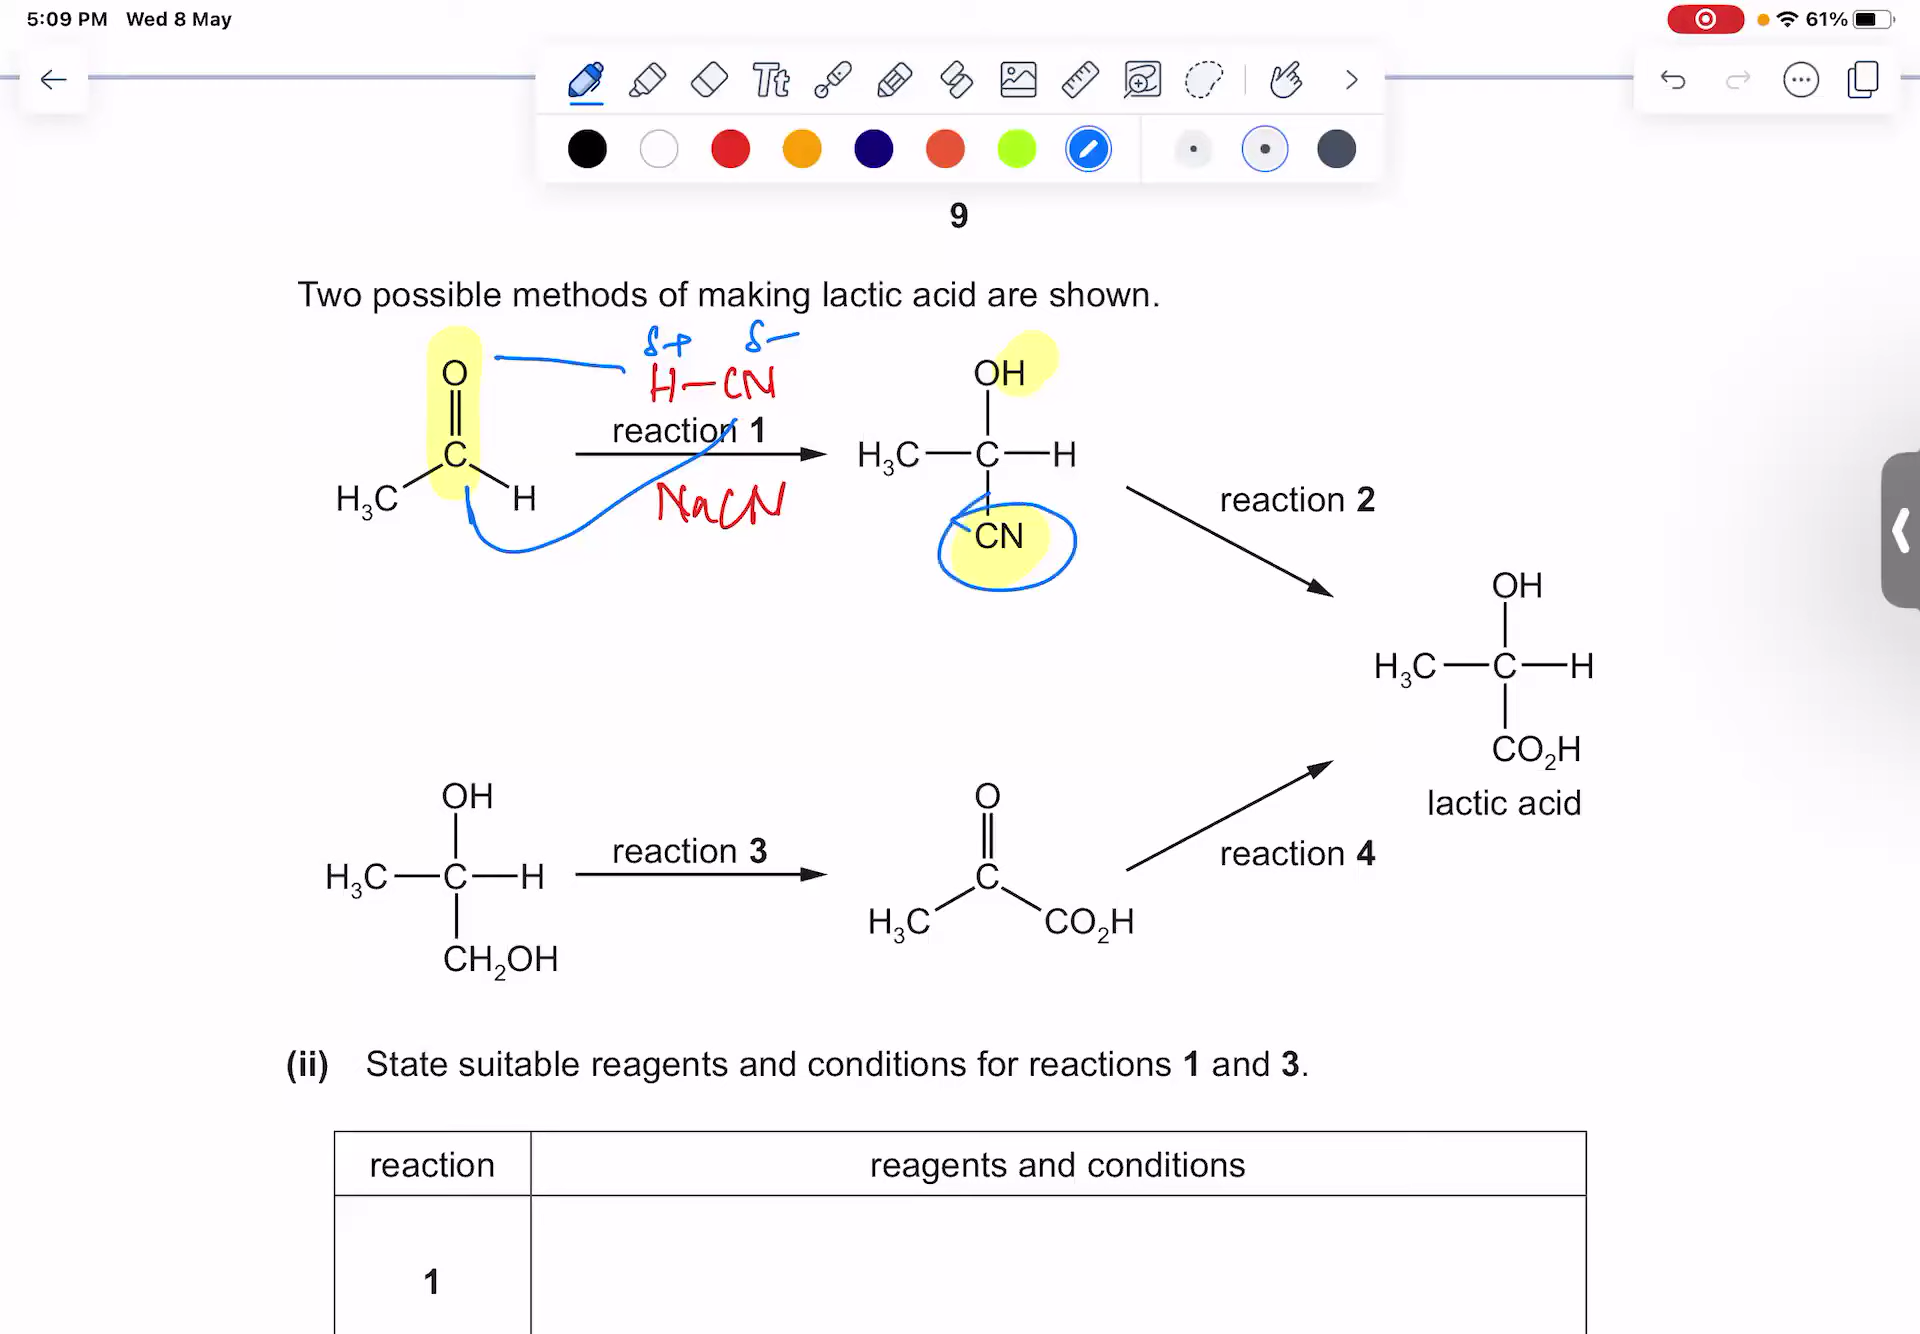 5:09 PM Wed 8 May
61%
Tt
9
Two possible methods of making lactic acid are shown.
δ+ δ−
O H−CN OH
reaction 1
C H₃C C H
H₃C H NaCN reaction 2
CN
OH
H₃C C H
CO₂H
lactic acid
OH O
reaction 3 reaction 4
H₃C C H C
H₃C CO₂H
CH₂OH
(ii) State suitable reagents and conditions for reactions 1 and 3.
reaction reagents and conditions
1